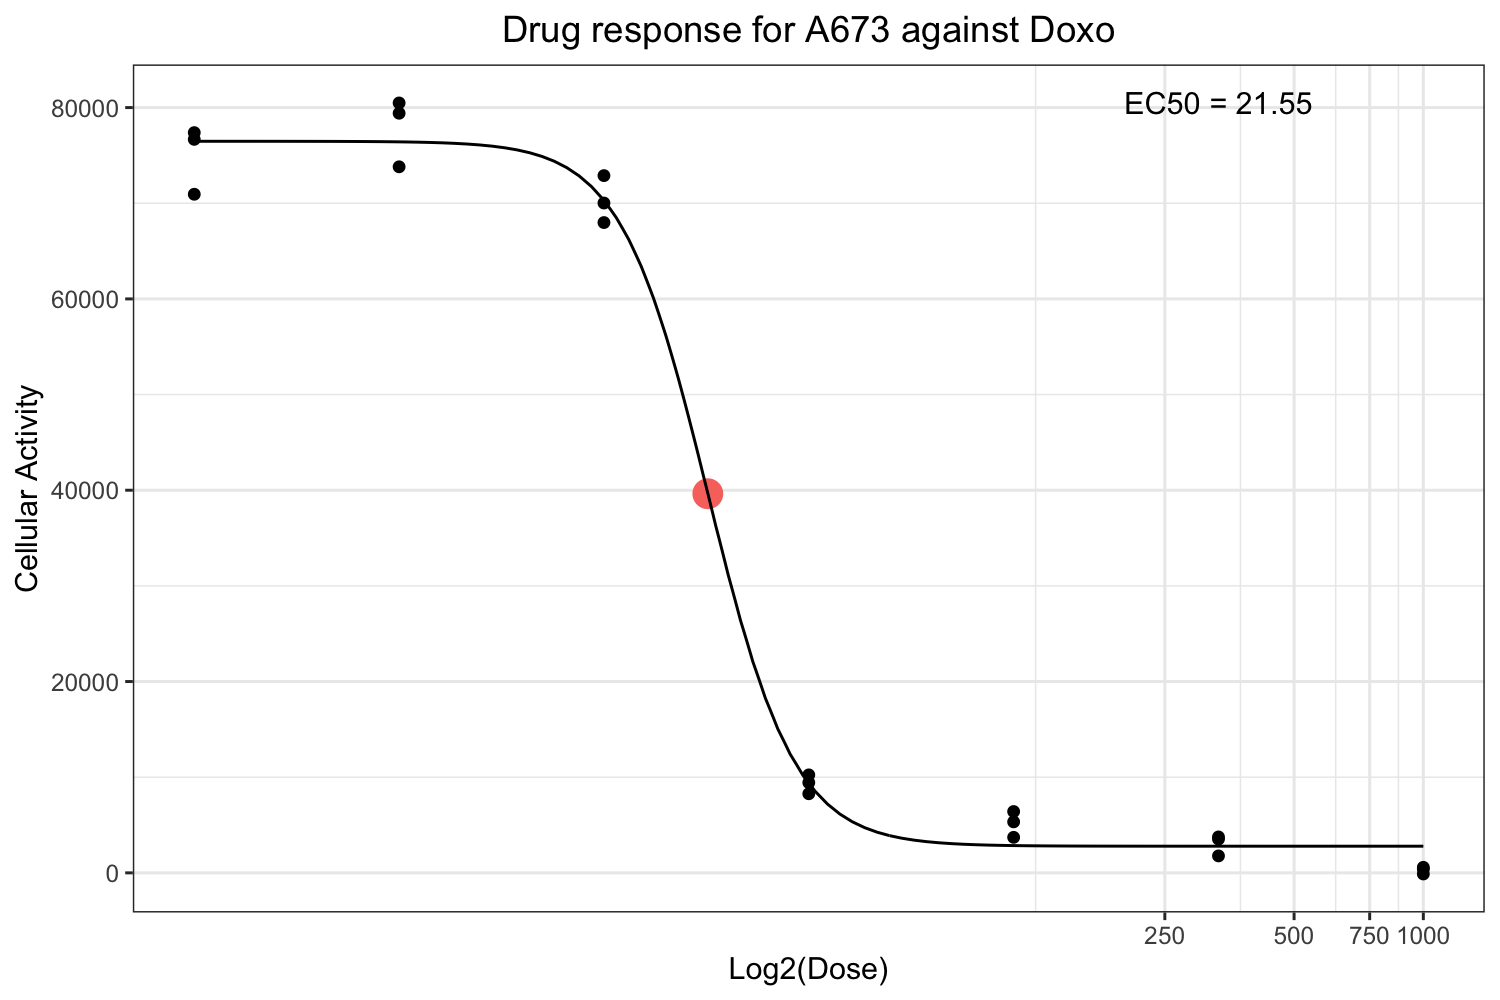 Drug response for A673 against Doxo
EC50 = 21.55
80000
60000
40000
20000
0
Cellular Activity
250 500 750 1000
Log2(Dose)